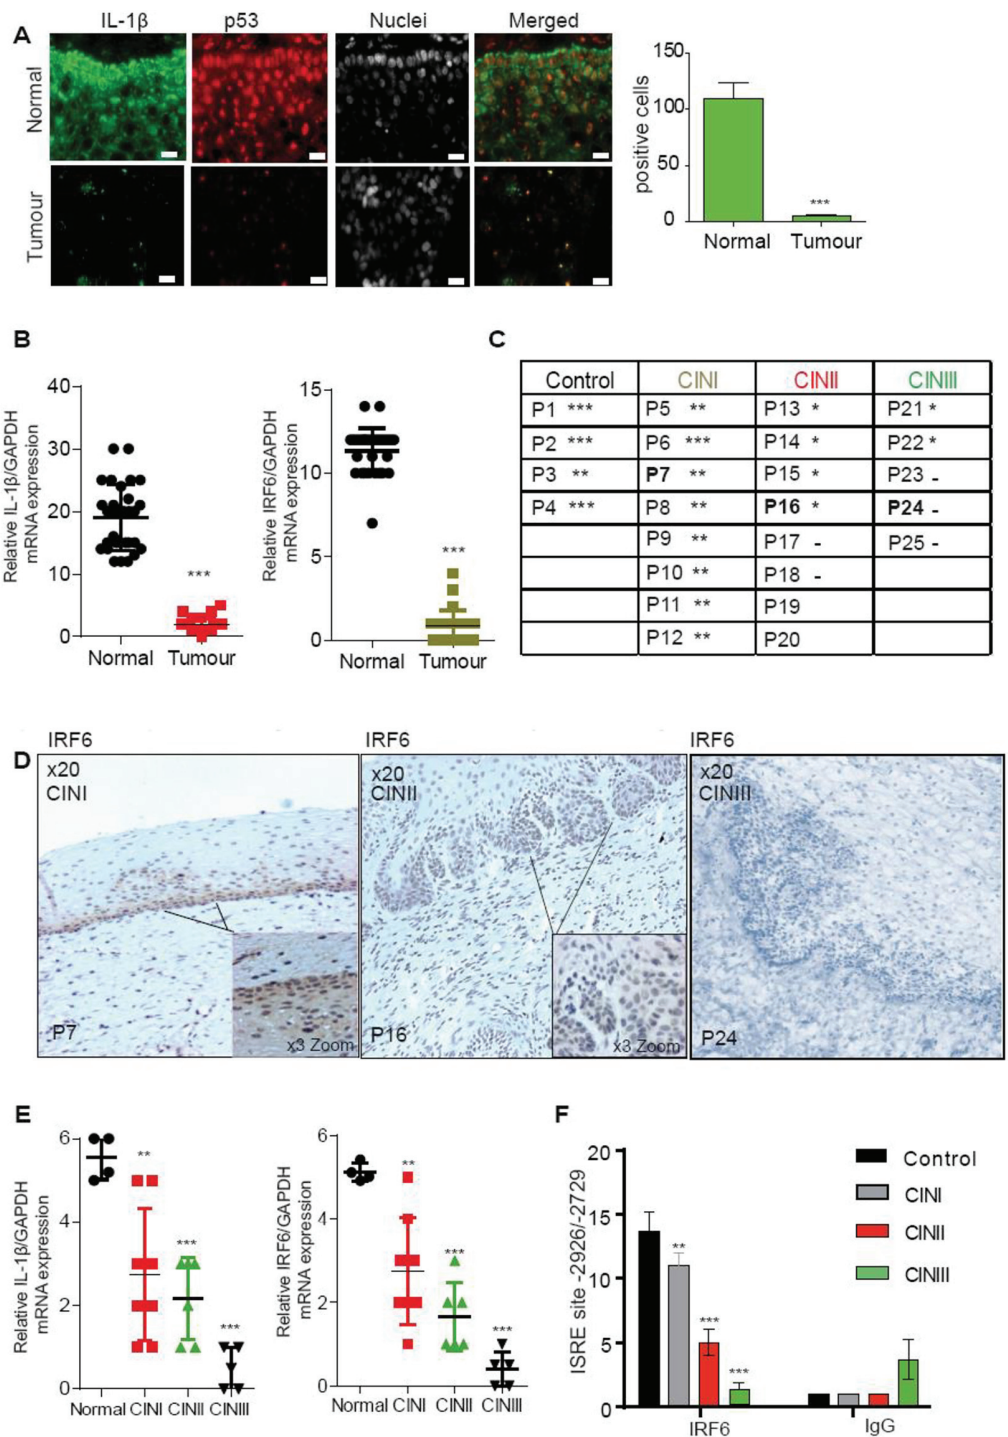 A
IL-1β p53 Nuclei Merged
Normal
Tumour
positive cells
150
100
50
0
***
Normal Tumour
B
Relative IL-1β/GAPDH
mRNA expression
40
30
20
10
0
***
Normal Tumour
Relative IRF6/GAPDH
mRNA expression
15
10
5
0
***
Normal Tumour
C
Control CINI CINII CINIII
P1 *** P5 ** P13 * P21 *
P2 *** P6 *** P14 * P22 *
P3 ** P7 ** P15 * P23 -
P4 *** P8 ** P16 * P24 -
P9 ** P17 - P25 -
P10 ** P18 -
P11 ** P19
P12 ** P20
D
IRF6
x20
CINI
P7
x3 Zoom
IRF6
x20
CINII
P16
x3 Zoom
IRF6
x20
CINIII
P24
E
Relative IL-1β/GAPDH
mRNA expression
6
4
2
0
**
***
***
Normal CINI CINII CINIII
Relative IRF6/GAPDH
mRNA expression
6
4
2
0
**
***
***
Normal CINI CINII CINIII
F
ISRE site -2926/-2729
20
15
10
5
0
**
***
***
IRF6 IgG
Control
CINI
CINII
CINIII